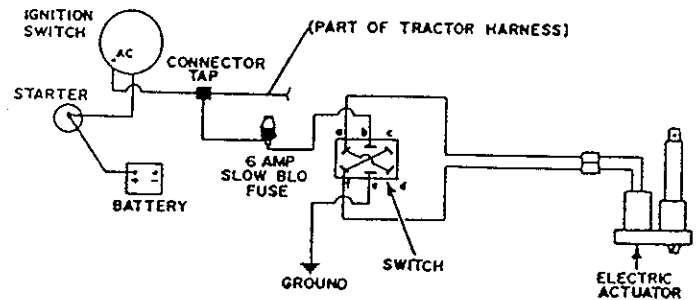 IGNITION
SWITCH
(PART OF TRACTOR HARNESS)
AC
CONNECTOR
TAP
STARTER
a b c
6 AMP
SLOW BLO
FUSE
f e d
BATTERY
SWITCH
GROUND
ELECTRIC
ACTUATOR